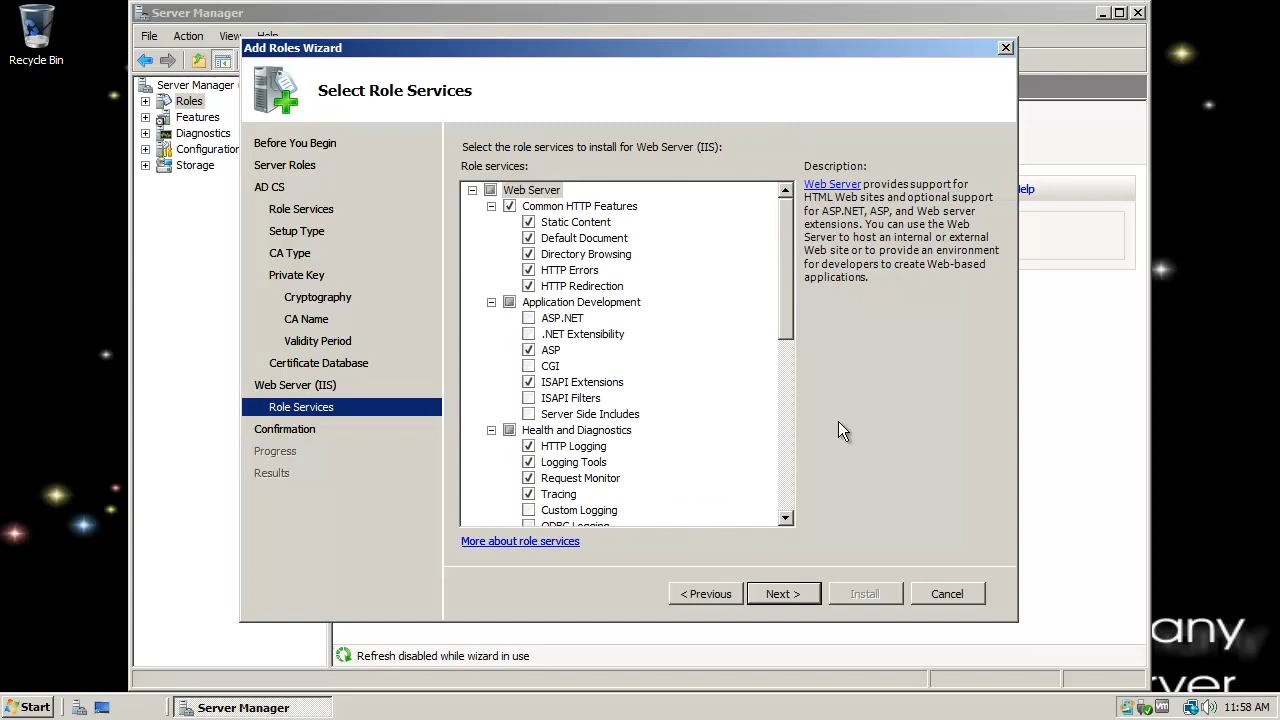 Recycle Bin
Server Manager
File Action View Help
Add Roles Wizard
Select Role Services
Server Manager
Roles
Features
Diagnostics
Configuration
Storage
Before You Begin
Server Roles
AD CS
Role Services
Setup Type
CA Type
Private Key
Cryptography
CA Name
Validity Period
Certificate Database
Web Server (IIS)
Role Services
Confirmation
Progress
Results
Select the role services to install for Web Server (IIS):
Role services:
Web Server
Common HTTP Features
Static Content
Default Document
Directory Browsing
HTTP Errors
HTTP Redirection
Application Development
ASP.NET
.NET Extensibility
ASP
CGI
ISAPI Extensions
ISAPI Filters
Server Side Includes
Health and Diagnostics
HTTP Logging
Logging Tools
Request Monitor
Tracing
Custom Logging
ODBC Logging
More about role services
Description:
Web Server provides support for
HTML Web sites and optional support
for ASP.NET, ASP, and Web server
extensions. You can use the Web
Server to host an internal or external
Web site or to provide an environment
for developers to create Web-based
applications.
elp
< Previous
Next >
Install
Cancel
Refresh disabled while wizard in use
any
rver
Start
Server Manager
vm
11:58 AM